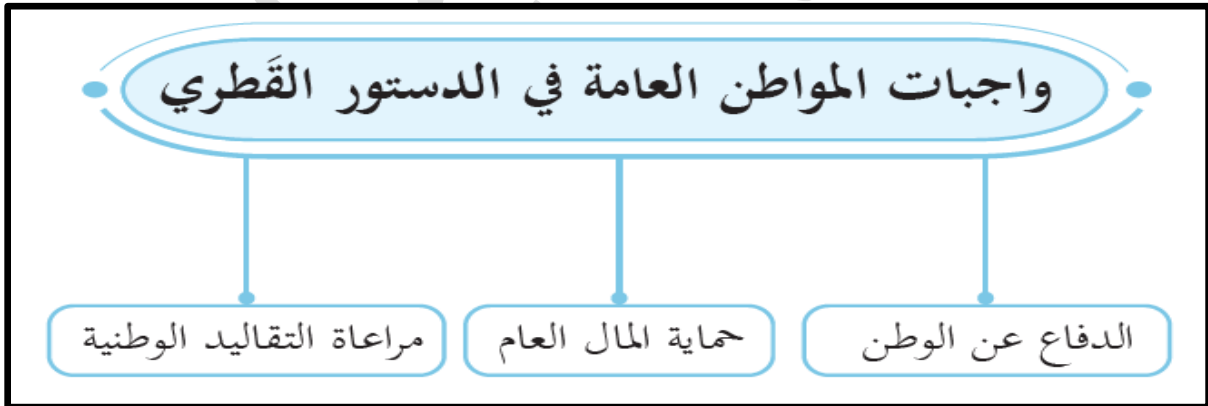 واجبات المواطن العامة في الدستور القَطري
الدفاع عن الوطن
حماية المال العام
مراعاة التقاليد الوطنية